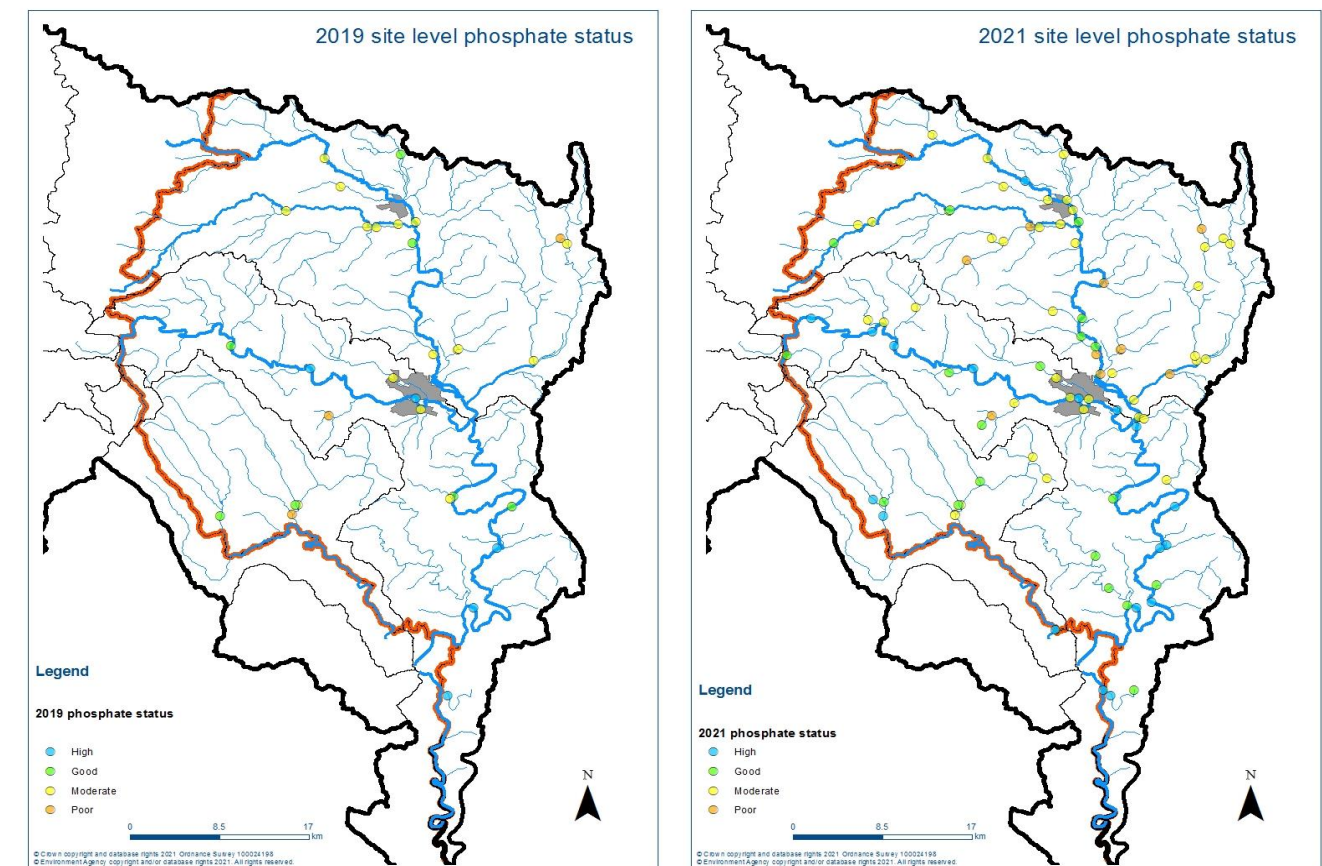 2019 site level phosphate status
N
Legend
2019 phosphate status
High
Good
Moderate
Poor
0 8.5 17
km
© Crown copyright and database rights 2021 Ordnance Survey 100024198
© Environment Agency copyright and/or database rights 2021. All rights reserved.
2021 site level phosphate status
N
Legend
2021 phosphate status
High
Good
Moderate
Poor
0 8.5 17
km
© Crown copyright and database rights 2021 Ordnance Survey 100024198
© Environment Agency copyright and/or database rights 2021. All rights reserved.